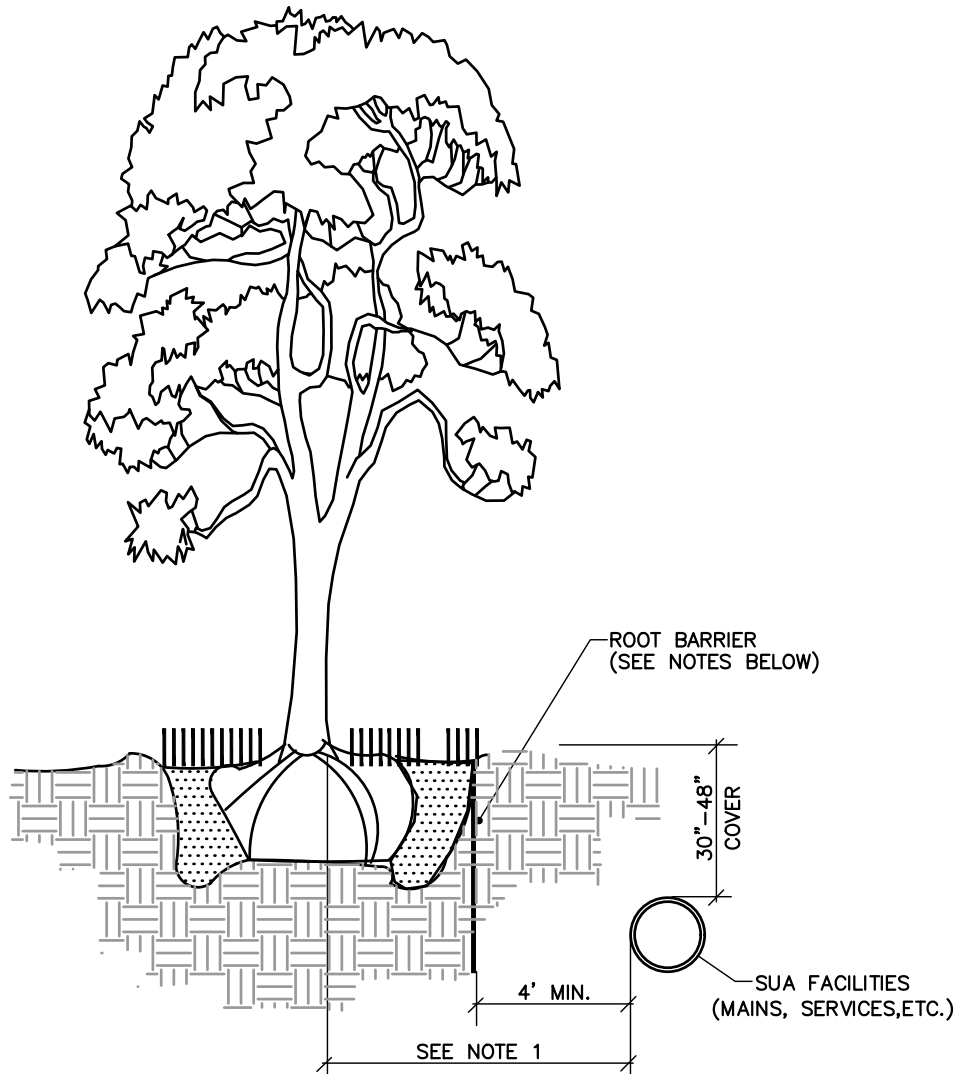 ROOT BARRIER
(SEE NOTES BELOW)
30"-48"
COVER
4' MIN.
SUA FACILITIES
(MAINS, SERVICES,ETC.)
SEE NOTE 1